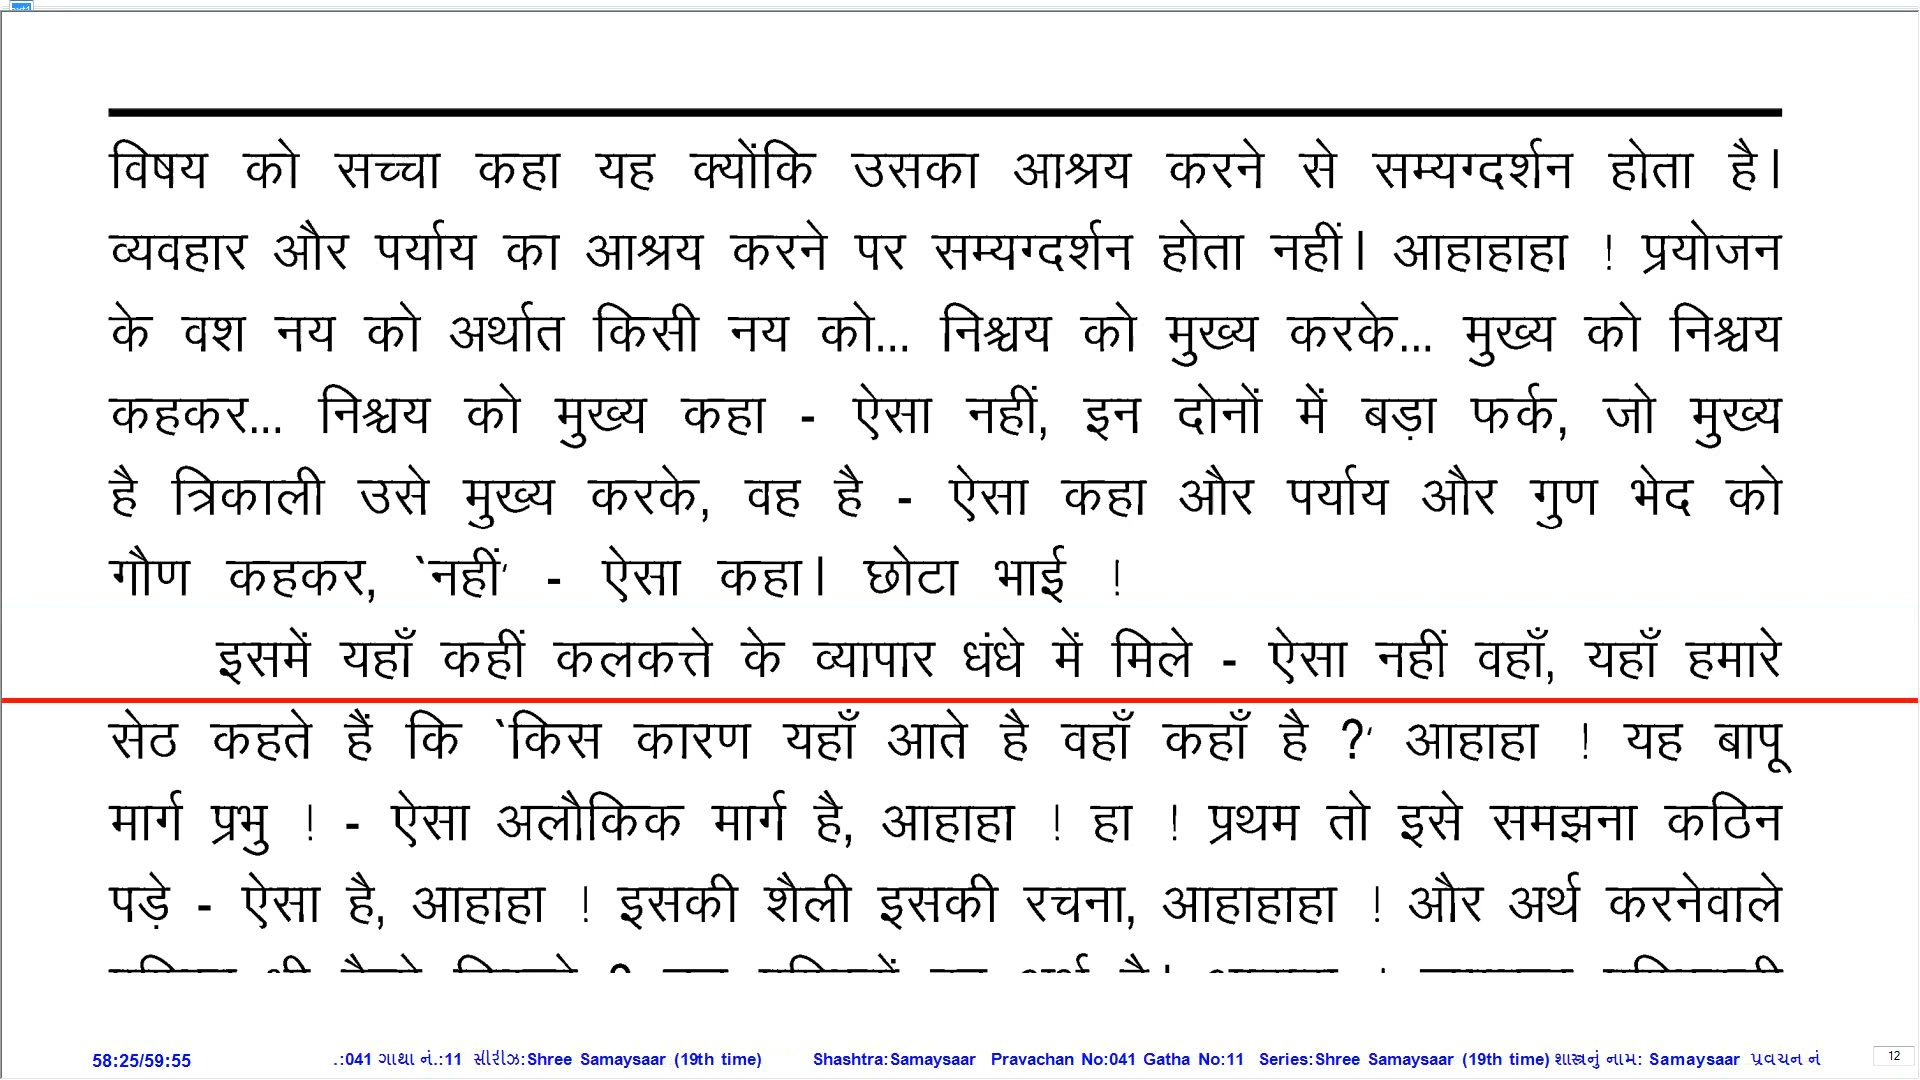 विषय को सच्चा कहा यह क्योंकि उसका आश्रय करने से सम्यग्दर्शन होता है।
व्यवहार और पर्याय का आश्रय करने पर सम्यग्दर्शन होता नहीं। आहाहाहा ! प्रयोजन
के वश नय को अर्थात किसी नय को... निश्चय को मुख्य करके... मुख्य को निश्चय
कहकर... निश्चय को मुख्य कहा - ऐसा नहीं, इन दोनों में बड़ा फर्क, जो मुख्य
है त्रिकाली उसे मुख्य करके, वह है - ऐसा कहा और पर्याय और गुण भेद को
गौण कहकर, `नहीं’ - ऐसा कहा। छोटा भाई !
इसमें यहाँ कहीं कलकत्ते के व्यापार धंधे में मिले - ऐसा नहीं वहाँ, यहाँ हमारे
सेठ कहते हैं कि `किस कारण यहाँ आते है वहाँ कहाँ है ?’ आहाहा ! यह बापू
मार्ग प्रभु ! - ऐसा अलौकिक मार्ग है, आहाहा ! हा ! प्रथम तो इसे समझना कठिन
पड़े - ऐसा है, आहाहा ! इसकी शैली इसकी रचना, आहाहाहा ! और अर्थ करनेवाले
58:25/59:55 .:041 ગાથા નં.:11 સીરીઝ:Shree Samaysaar (19th time) Shashtra:Samaysaar Pravachan No:041 Gatha No:11 Series:Shree Samaysaar (19th time) શાસ્ત્રનું નામ: Samaysaar પ્રવચન નં 12